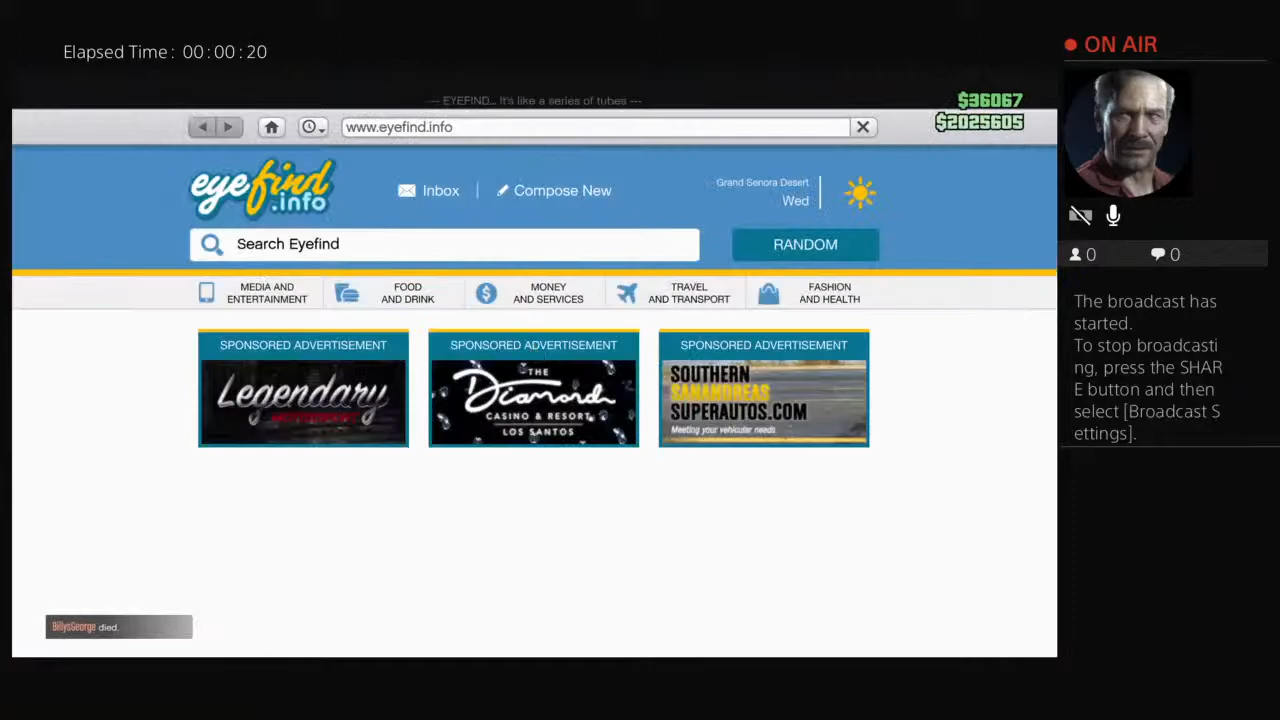 Elapsed Time: 00:00:20
ON AIR
--- EYEFIND... It's like a series of tubes ---
$36067
$2025605
www.eyefind.info
eyefind
.info
Inbox
Compose New
Grand Senora Desert
Wed
Search Eyefind
RANDOM
MEDIA AND
ENTERTAINMENT
FOOD
AND DRINK
MONEY
AND SERVICES
TRAVEL
AND TRANSPORT
FASHION
AND HEALTH
SPONSORED ADVERTISEMENT
Legendary
MOTORSPORT
SPONSORED ADVERTISEMENT
THE
Diamond
CASINO & RESORT
LOS SANTOS
SPONSORED ADVERTISEMENT
SOUTHERN
SANANDREAS
SUPERAUTOS.COM
Meeting your vehicular needs.
BillysGeorge died.
0
0
The broadcast has
started.
To stop broadcasti
ng, press the SHAR
E button and then
select [Broadcast S
ettings].